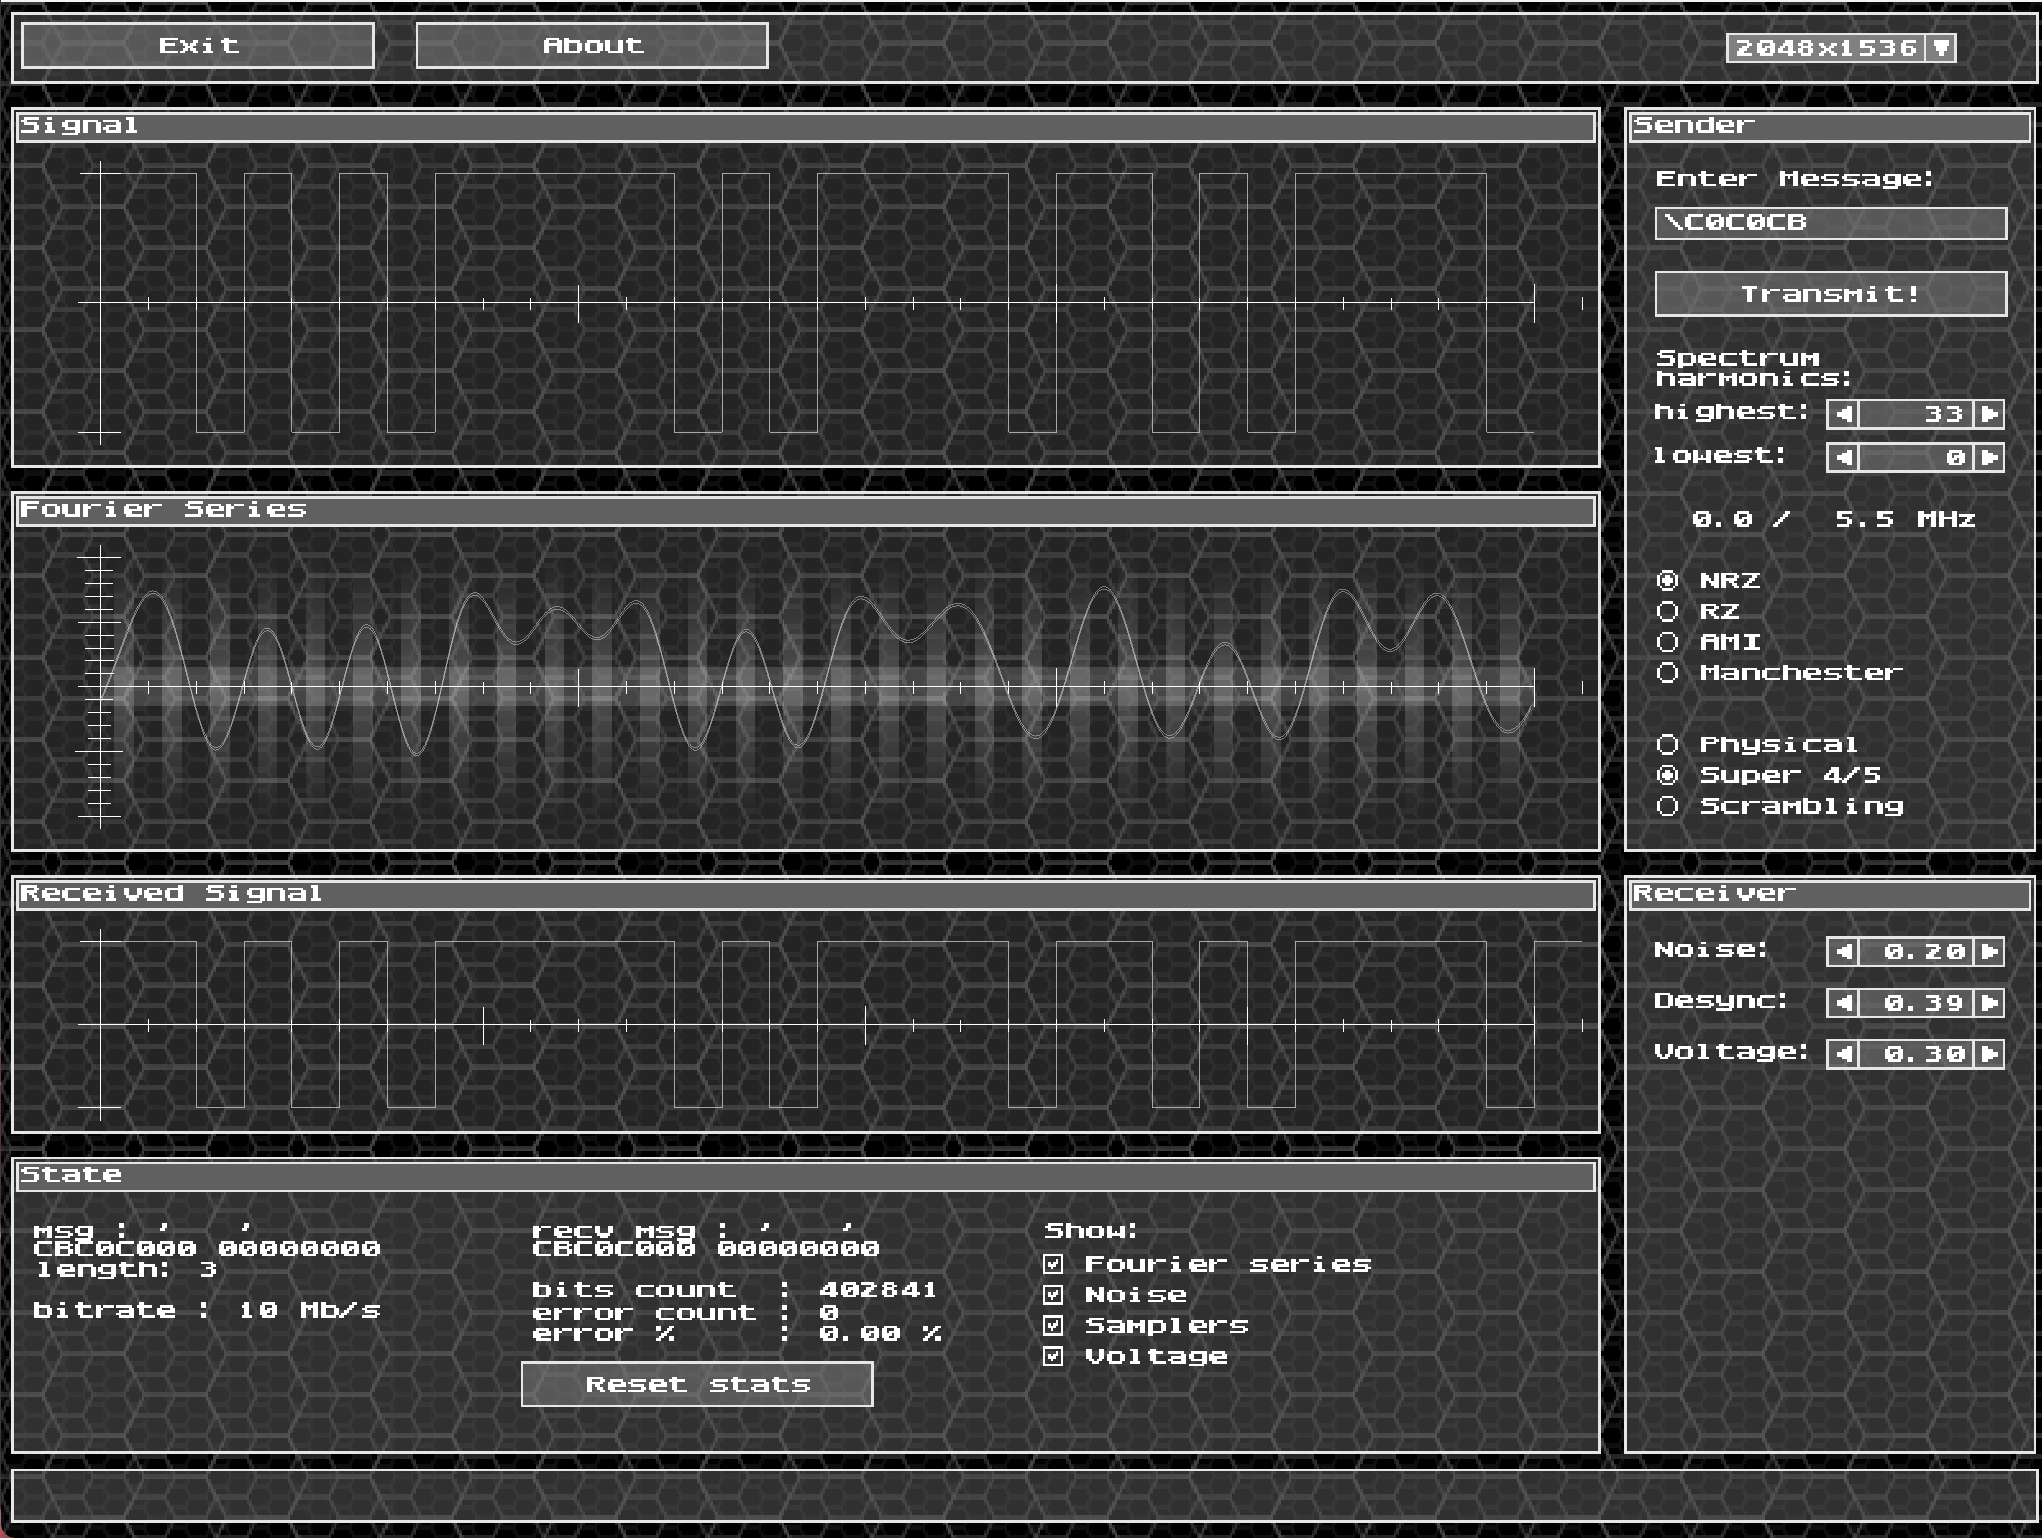 Exit
About
2048x1536
Signal
Sender
Enter Message:
\C0C0CB
Transmit!
Spectrum
harmonics:
highest: 33
lowest: 0
0.0 / 5.5 MHz
NRZ
RZ
AMI
Manchester
Physical
Super 4/5
Scrambling
Fourier Series
Received Signal
Receiver
Noise: 0.20
Desync: 0.39
Voltage: 0.30
State
msg : ' '
CBC0C000 00000000
length: 3
bitrate : 10 Mb/s
recv msg : ' '
CBC0C000 00000000
bits count : 402841
error count : 0
error % : 0.00 %
Reset stats
Show:
Fourier series
Noise
Samplers
Voltage